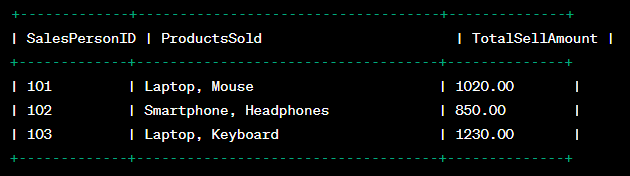 +-------------+--------------------------------------+---------------+
| SalesPersonID | ProductsSold | TotalSellAmount |
+-------------+--------------------------------------+---------------+
| 101 | Laptop, Mouse | 1020.00 |
| 102 | Smartphone, Headphones | 850.00 |
| 103 | Laptop, Keyboard | 1230.00 |
+-------------+--------------------------------------+---------------+